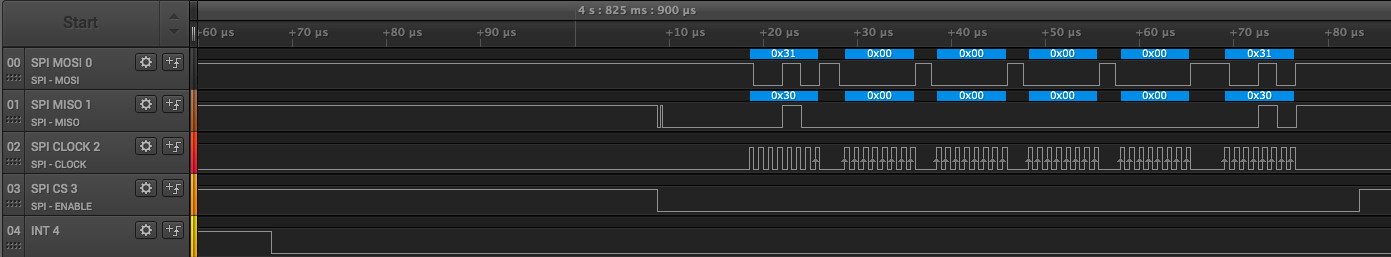 Start
4 s : 825 ms : 900 µs
+60 µs +70 µs +80 µs +90 µs +10 µs +20 µs +30 µs +40 µs +50 µs +60 µs +70 µs +80 µs
00 SPI MOSI 0
SPI - MOSI
0x31 0x00 0x00 0x00 0x00 0x31
01 SPI MISO 1
SPI - MISO
0x30 0x00 0x00 0x00 0x00 0x30
02 SPI CLOCK 2
SPI - CLOCK
03 SPI CS 3
SPI - ENABLE
04 INT 4